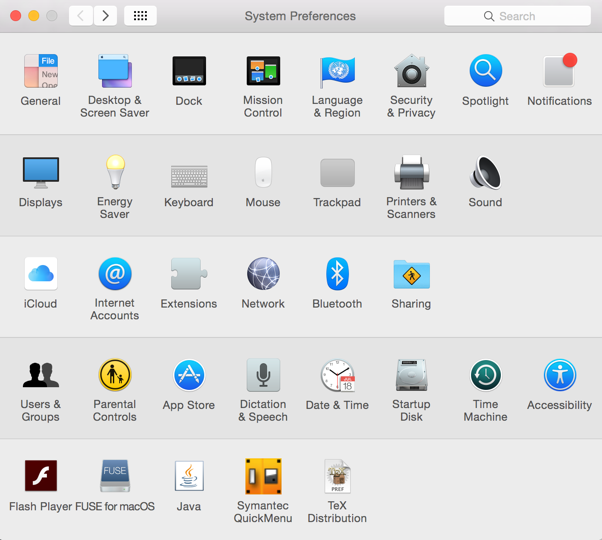 System Preferences
Search
File
New
Ope
General
Desktop &
Screen Saver
Dock
Mission
Control
Language
& Region
Security
& Privacy
Spotlight
Notifications
Displays
Energy
Saver
Keyboard
Mouse
Trackpad
Printers &
Scanners
Sound
iCloud
@
Internet
Accounts
Extensions
Network
Bluetooth
Sharing
Users &
Groups
Parental
Controls
App Store
Dictation
& Speech
JUL
18
Date & Time
Startup
Disk
Time
Machine
Accessibility
Flash Player
FUSE
FUSE for macOS
Java
Symantec
QuickMenu
PREF
TeX
Distribution